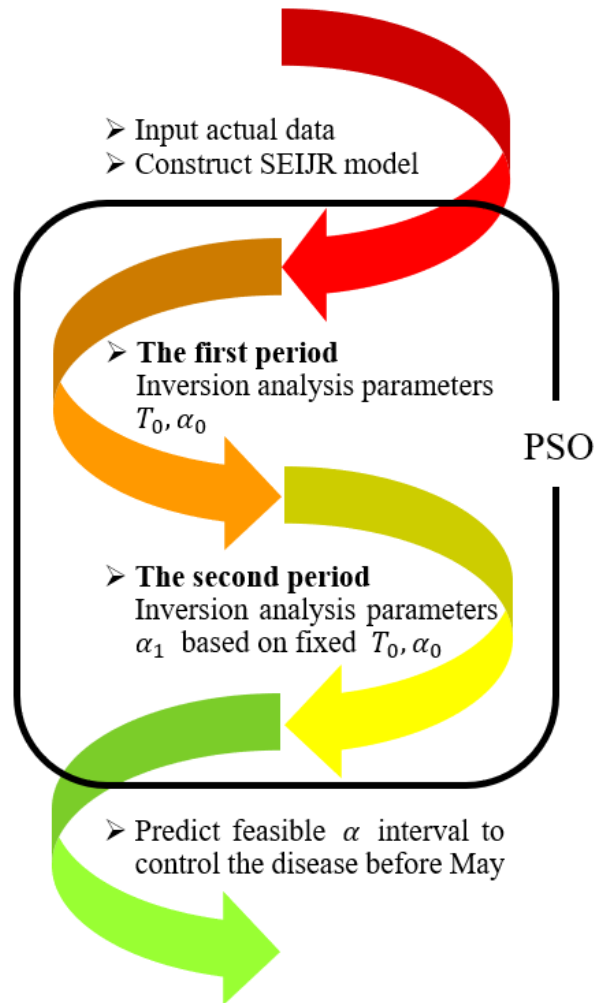 ➢ Input actual data
➢ Construct SEIJR model
➢ The first period
Inversion analysis parameters
T₀, α₀
PSO
➢ The second period
Inversion analysis parameters
α₁ based on fixed T₀, α₀
➢ Predict feasible α interval to
control the disease before May